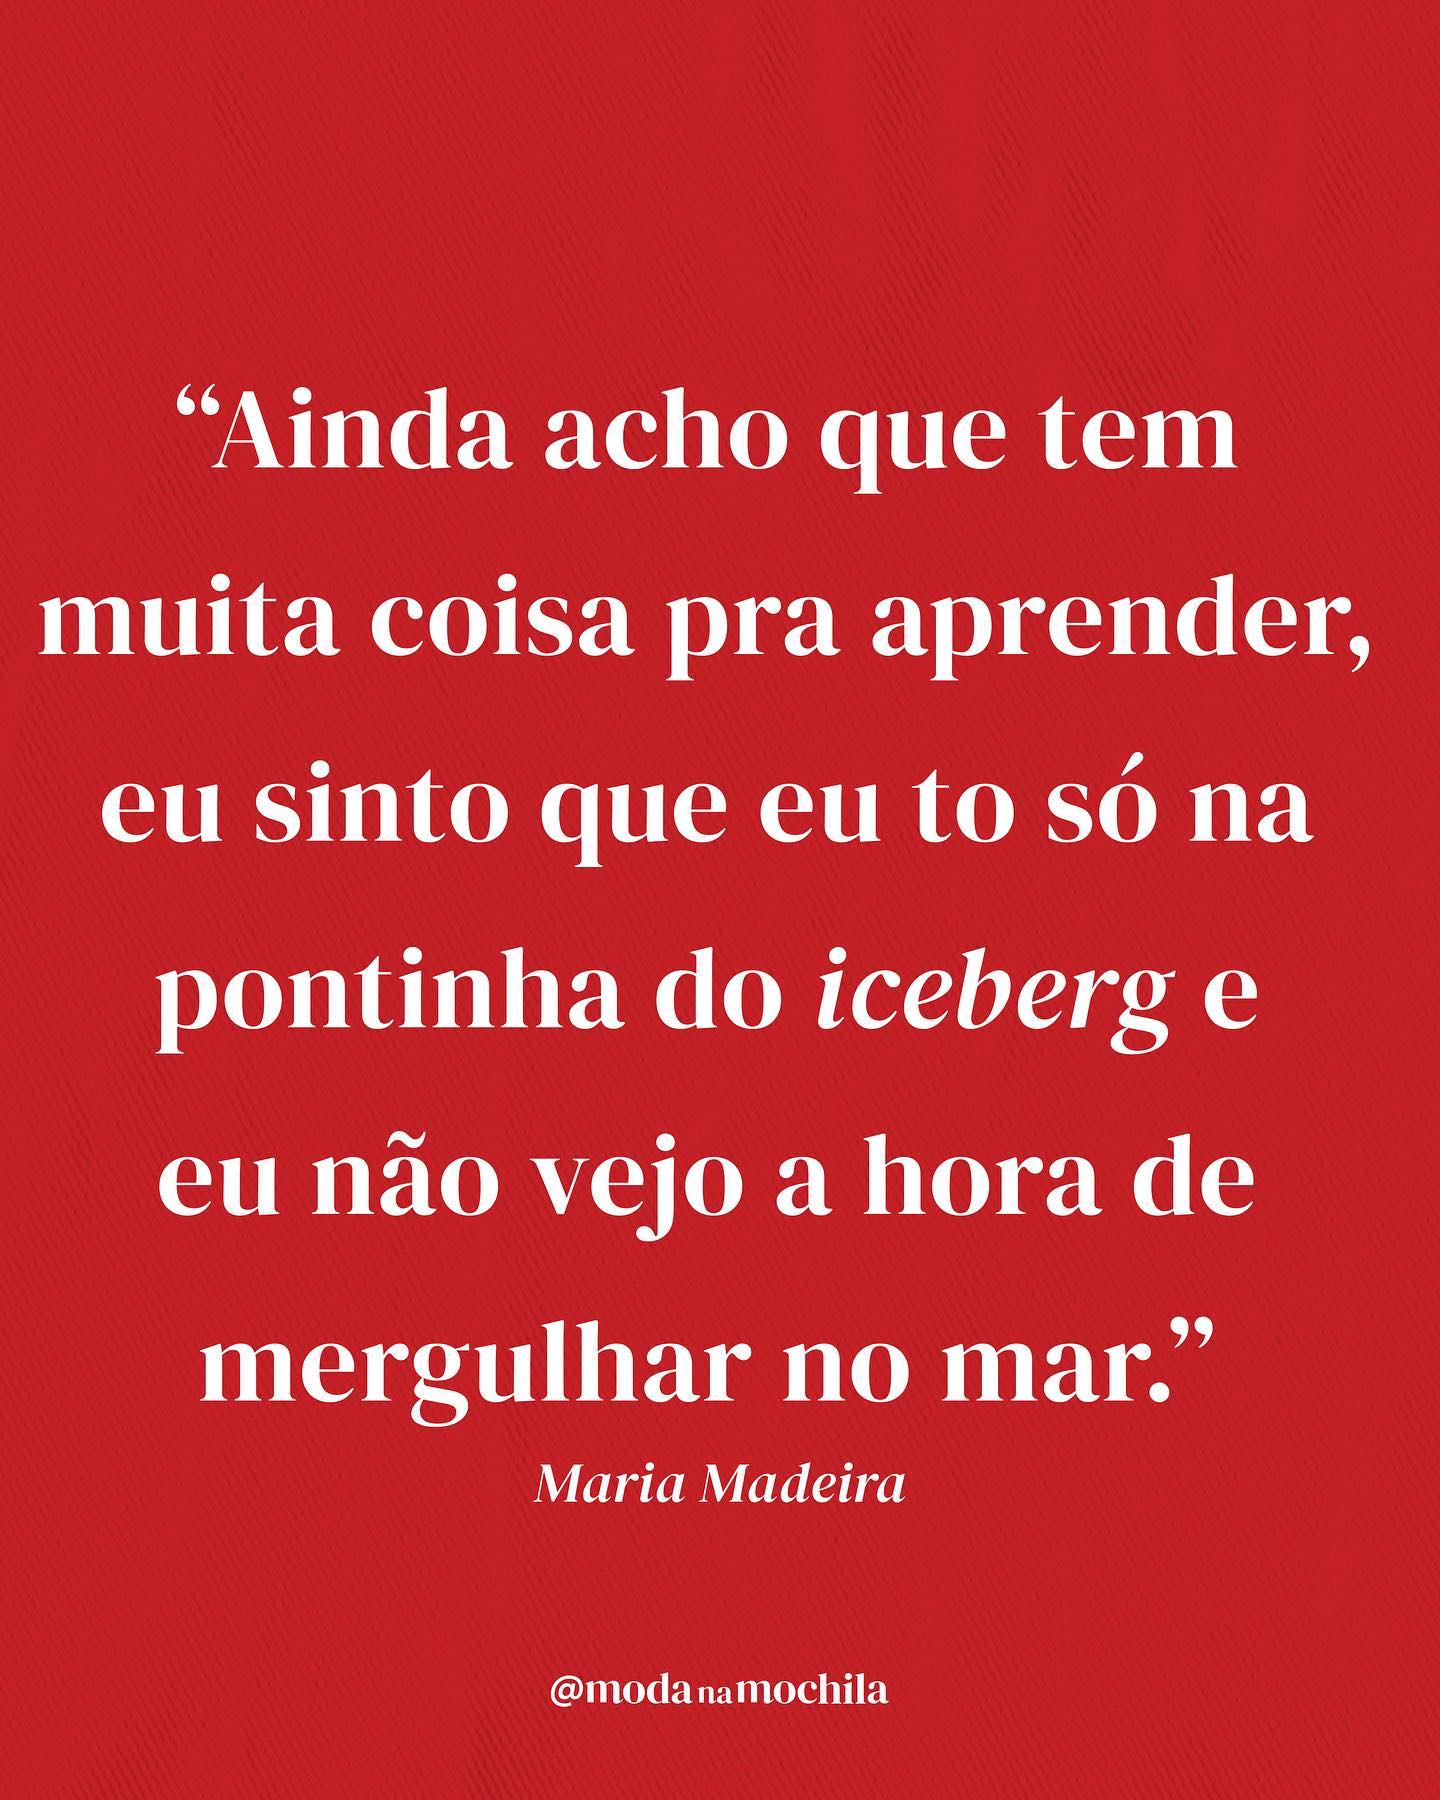 “Ainda acho que tem
muita coisa pra aprender,
eu sinto que eu to só na
pontinha do iceberg e
eu não vejo a hora de
mergulhar no mar.”
Maria Madeira
@modanamochila